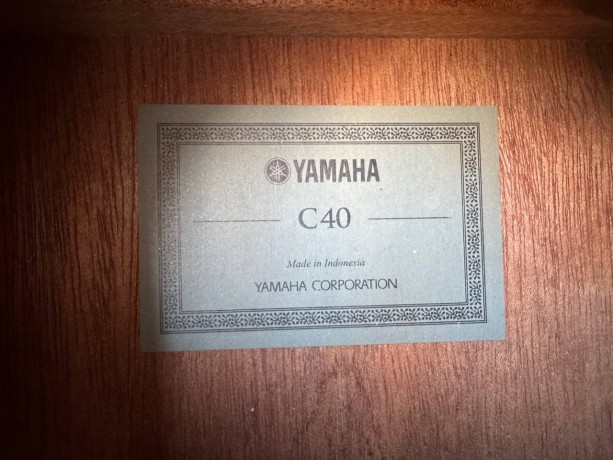 YAMAHA
C40
Made in Indonesia
YAMAHA CORPORATION